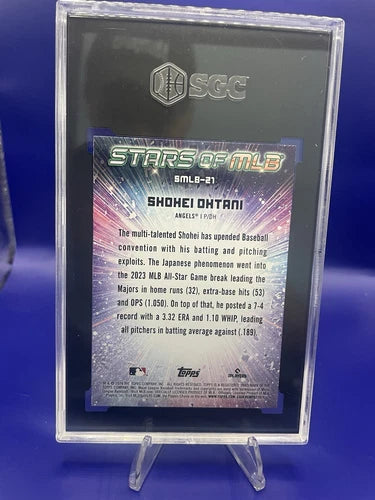 SGC
STARS OF MLB
SMLB-21
SHOHEI OHTANI
ANGELS | P/DH
The multi-talented Shohei has upended Baseball
convention with his batting and pitching
exploits. The Japanese phenomenon went into
the 2023 MLB All-Star Game break leading the
Majors in home runs (32), extra-base hits (53)
and OPS (1.050). On top of that, he posted a 7-4
record with a 3.32 ERA and 1.10 WHIP, leading
all pitchers in batting average against (.189).
Topps
PLAYERS